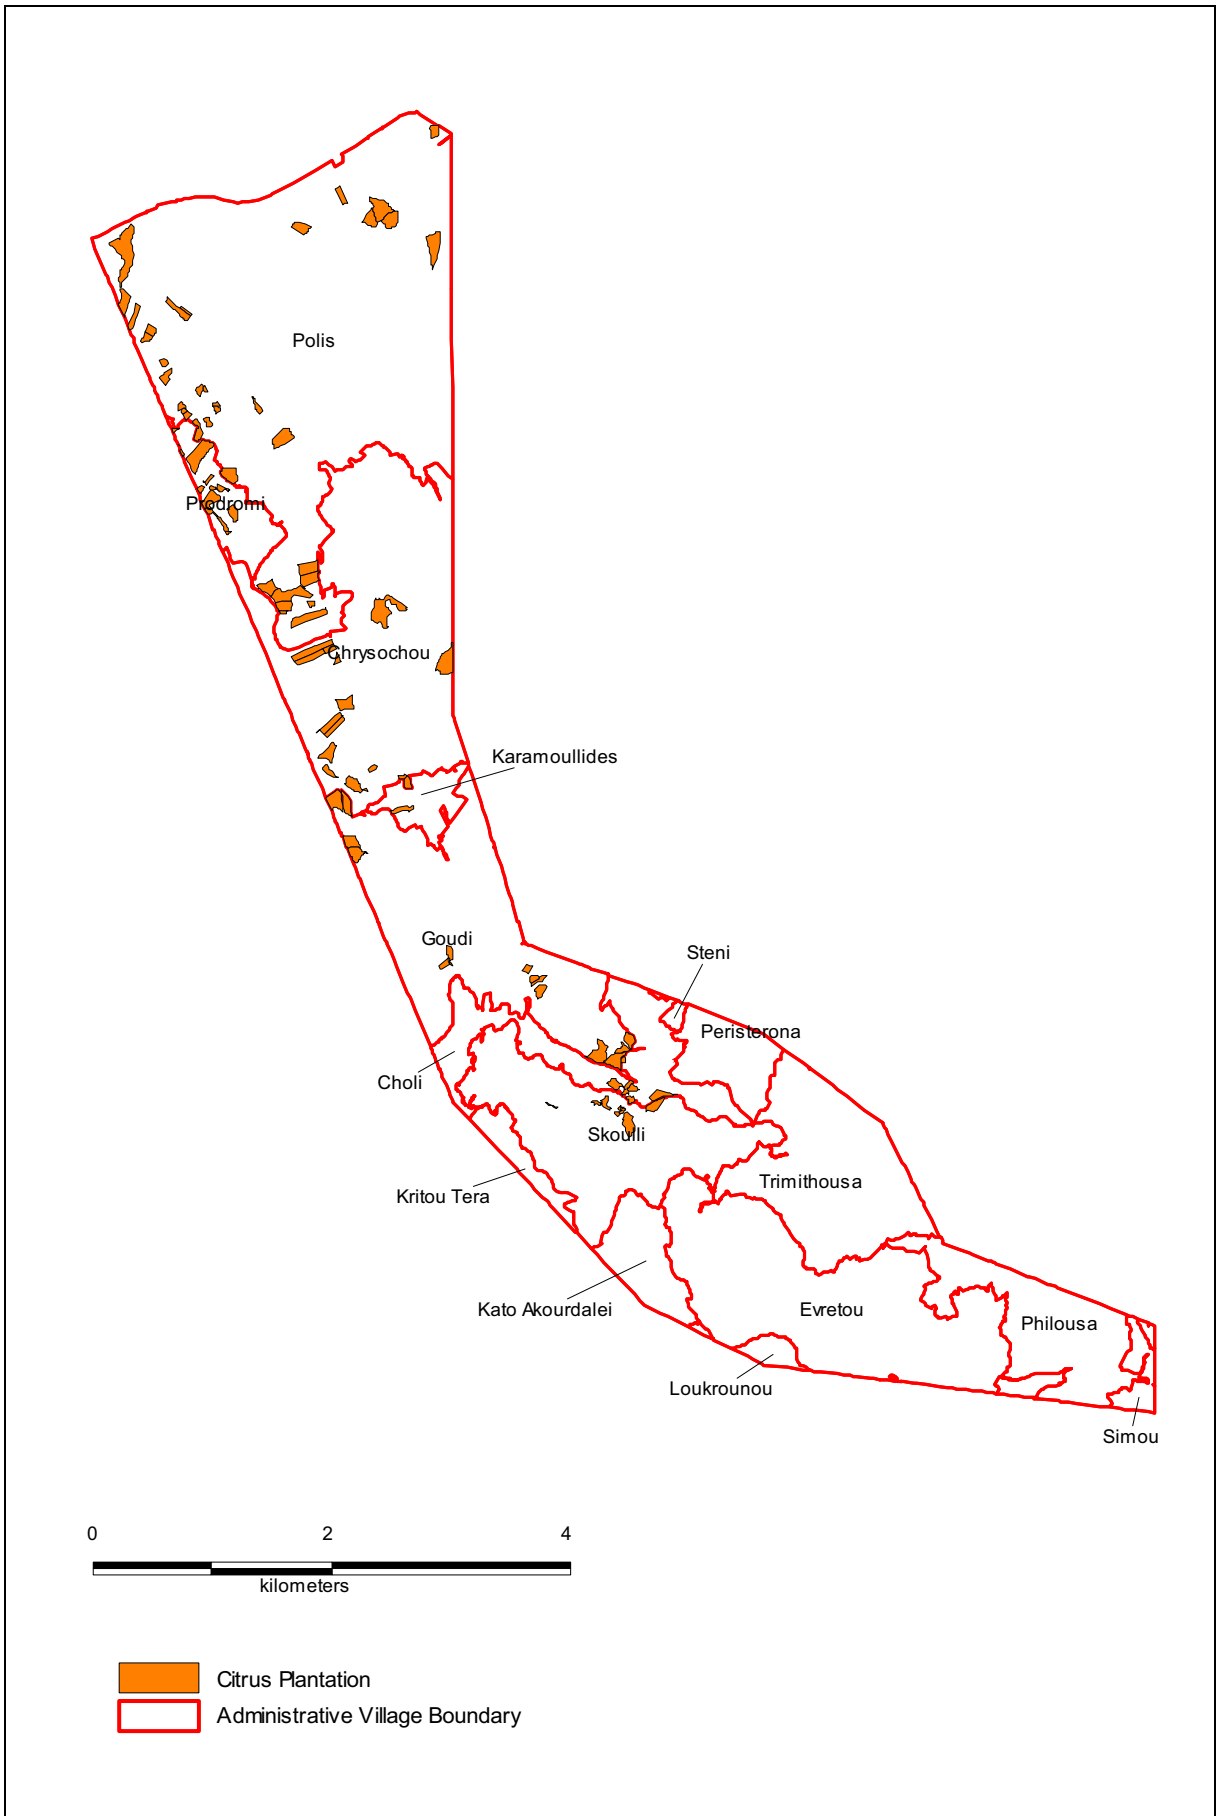 Polis
Prodromi
Chrysochou
Karamoullides
Goudi
Steni
Peristerona
Choli
Skoulli
Trimithousa
Kritou Tera
Kato Akourdalei
Evretou
Philousa
Loukrounou
Simou
0 2 4
kilometers
Citrus Plantation
Administrative Village Boundary